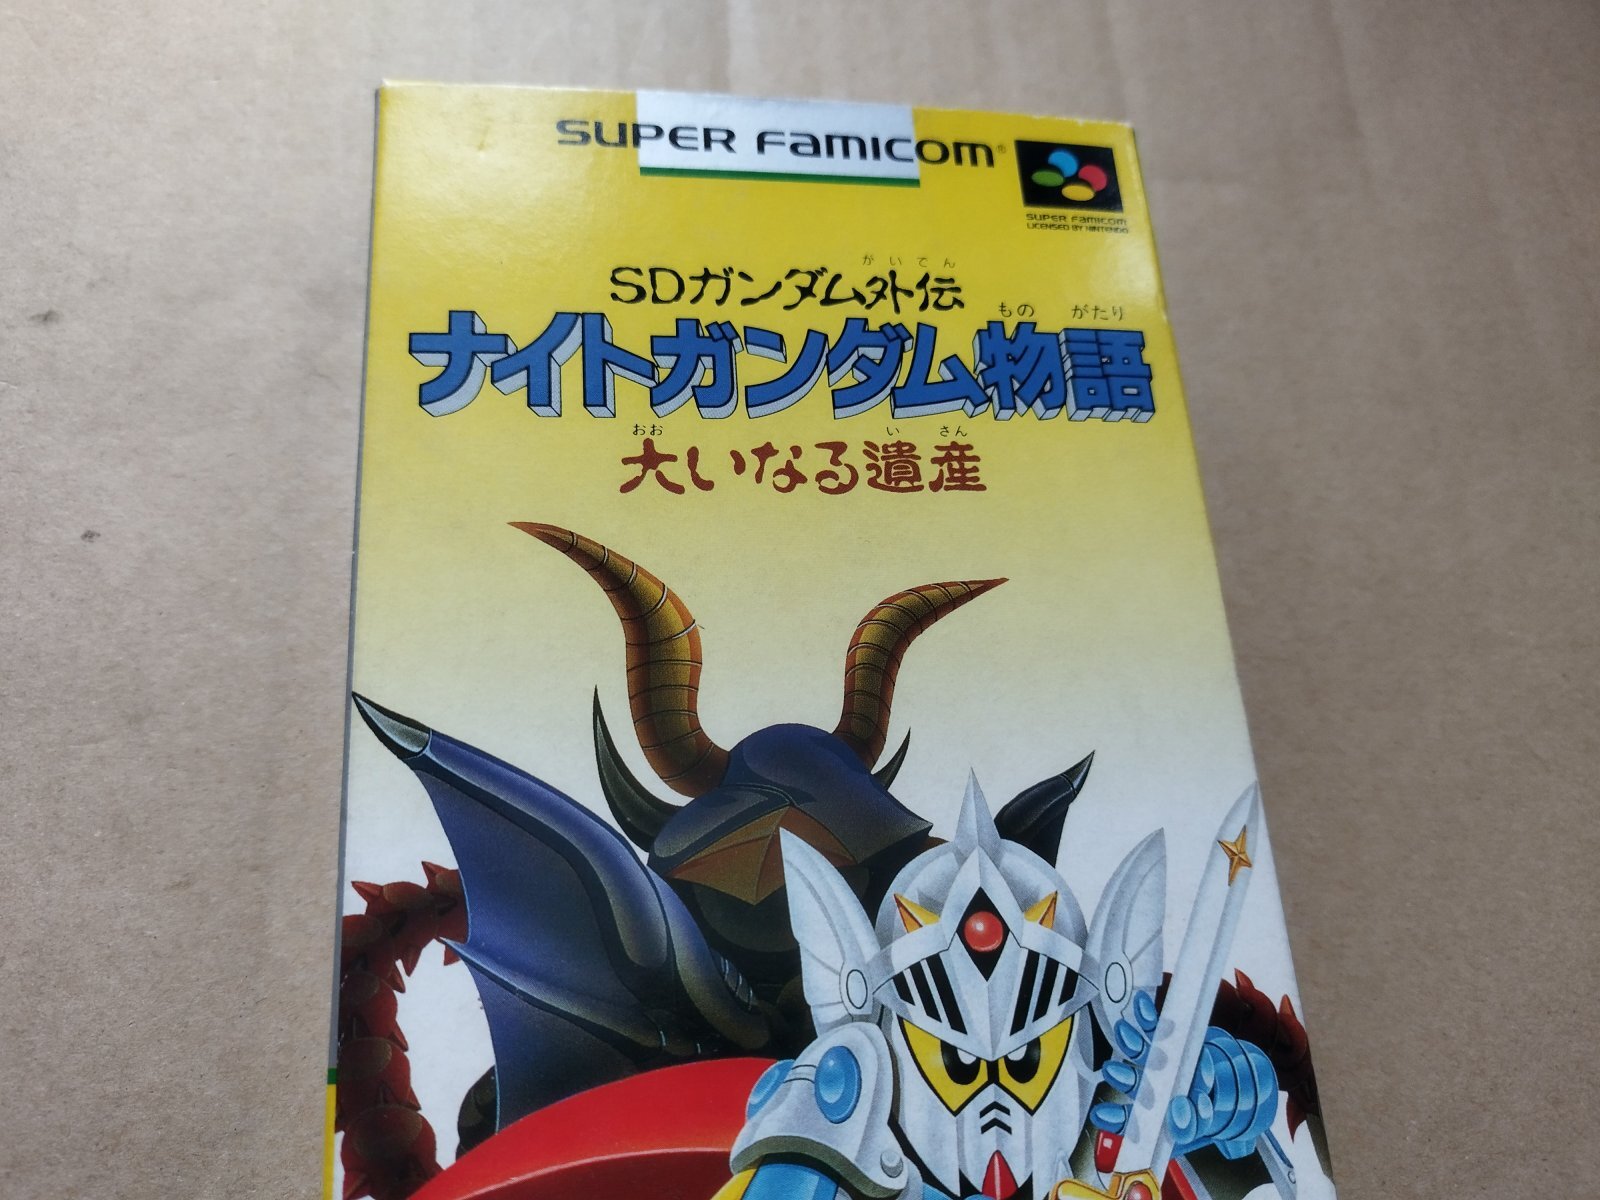 SUPER FAMICOM®
SUPER FAMICOM
LICENSED BY NINTENDO
がいでん
SDガンダム外伝
もの がたり
ナイトガンダム物語
おお い さん
大いなる遺産